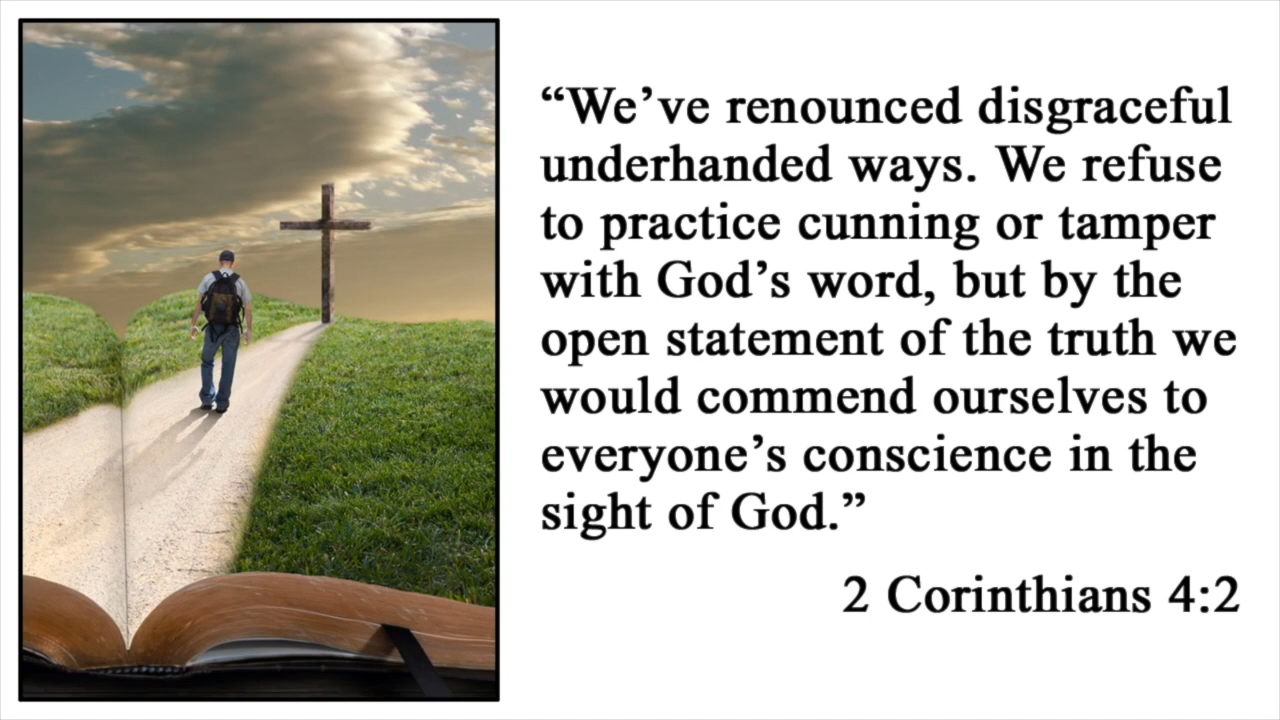 “We’ve renounced disgraceful
underhanded ways. We refuse
to practice cunning or tamper
with God’s word, but by the
open statement of the truth we
would commend ourselves to
everyone’s conscience in the
sight of God.”
2 Corinthians 4:2